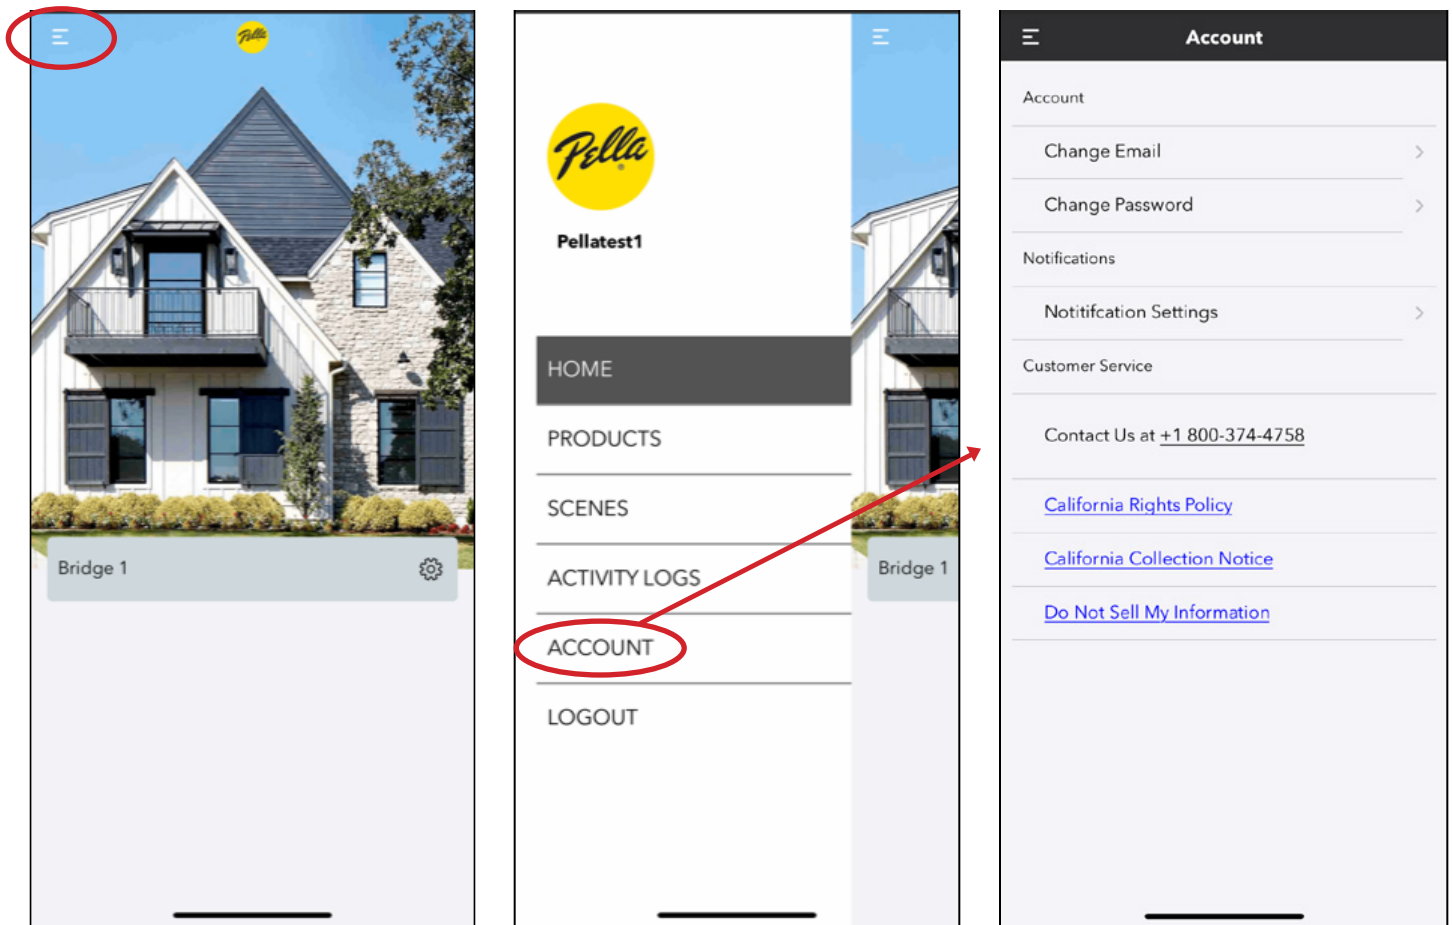 Pella
Bridge 1
Pella
Pellatest1
HOME
PRODUCTS
SCENES
ACTIVITY LOGS
ACCOUNT
LOGOUT
Bridge 1
Account
Account
Change Email
Change Password
Notifications
Notitifcation Settings
Customer Service
Contact Us at +1 800-374-4758
California Rights Policy
California Collection Notice
Do Not Sell My Information